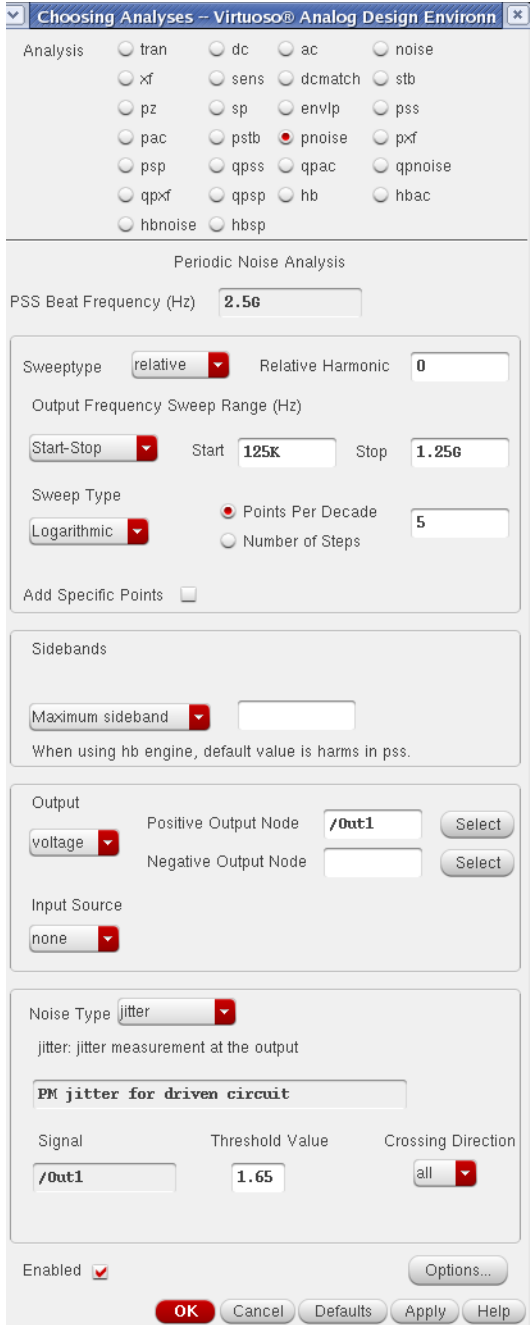 Choosing Analyses -- Virtuoso® Analog Design Environn
Analysis tran dc ac noise
xf sens dcmatch stb
pz sp envlp pss
pac pstb pnoise pxf
psp qpss qpac qpnoise
qpxf qpsp hb hbac
hbnoise hbsp
Periodic Noise Analysis
PSS Beat Frequency (Hz) 2.5G
Sweeptype relative Relative Harmonic 0
Output Frequency Sweep Range (Hz)
Start-Stop Start 125K Stop 1.25G
Sweep Type
Logarithmic Points Per Decade 5
Number of Steps
Add Specific Points
Sidebands
Maximum sideband
When using hb engine, default value is harms in pss.
Output
voltage Positive Output Node /Out1 Select
Negative Output Node Select
Input Source
none
Noise Type jitter
jitter: jitter measurement at the output
PM jitter for driven circuit
Signal Threshold Value Crossing Direction
/Out1 1.65 all
Enabled Options...
OK Cancel Defaults Apply Help